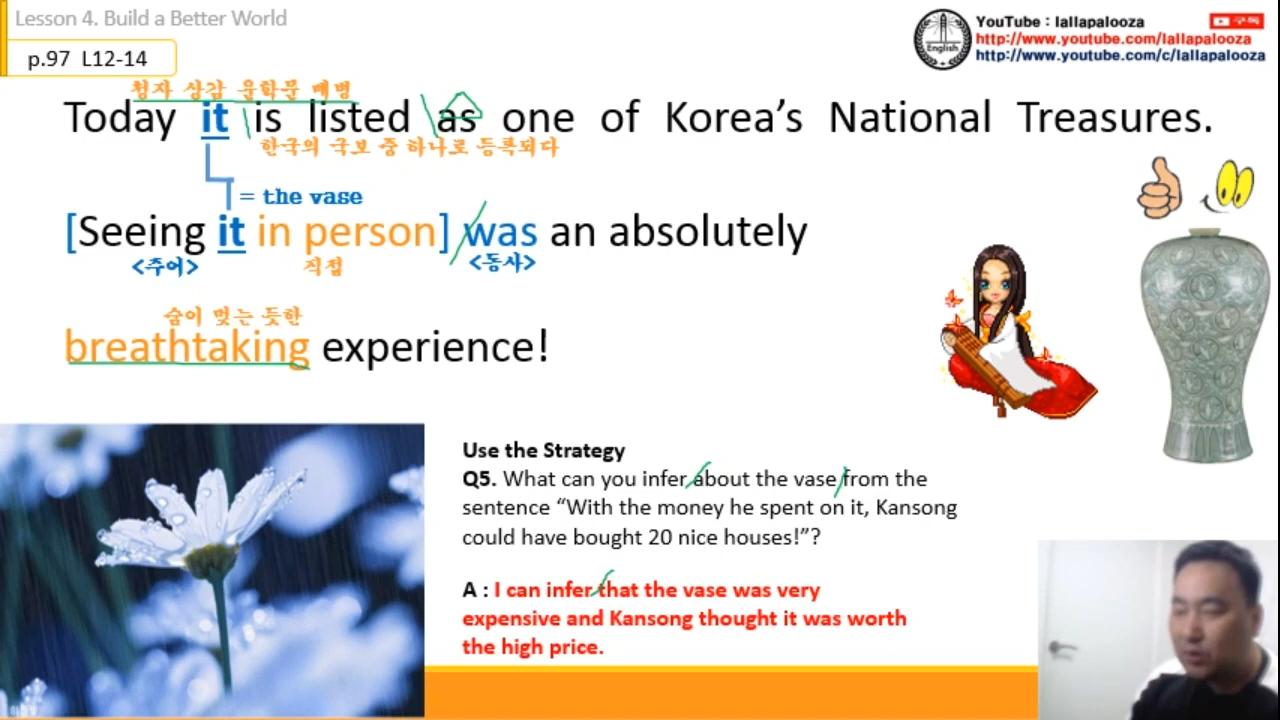 Lesson 4. Build a Better World
YouTube : lallapalooza
구독
http://www.youtube.com/lallapalooza
http://www.youtube.com/c/lallapalooza
English
p.97 L12-14
청자 상감 운학문 매병
Today it is listed as one of Korea's National Treasures.
한국의 국보 중 하나로 등록되다
= the vase
[Seeing it in person] was an absolutely
<주어> 직접 <동사>
숨이 멎는 듯한
breathtaking experience!
Use the Strategy
Q5. What can you infer about the vase from the
sentence “With the money he spent on it, Kansong
could have bought 20 nice houses!”?
A : I can infer that the vase was very
expensive and Kansong thought it was worth
the high price.